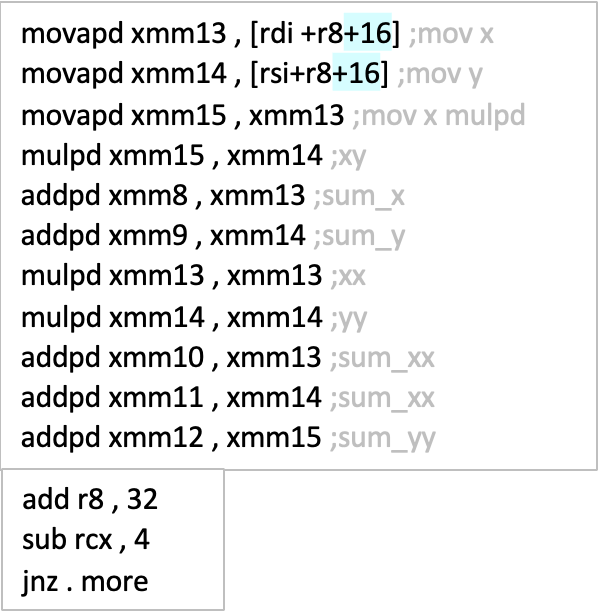 movapd xmm13 , [rdi +r8+16] ;mov x
movapd xmm14 , [rsi+r8+16] ;mov y
movapd xmm15 , xmm13 ;mov x mulpd
mulpd xmm15 , xmm14 ;xy
addpd xmm8 , xmm13 ;sum_x
addpd xmm9 , xmm14 ;sum_y
mulpd xmm13 , xmm13 ;xx
mulpd xmm14 , xmm14 ;yy
addpd xmm10 , xmm13 ;sum_xx
addpd xmm11 , xmm14 ;sum_xx
addpd xmm12 , xmm15 ;sum_yy
add r8 , 32
sub rcx , 4
jnz . more